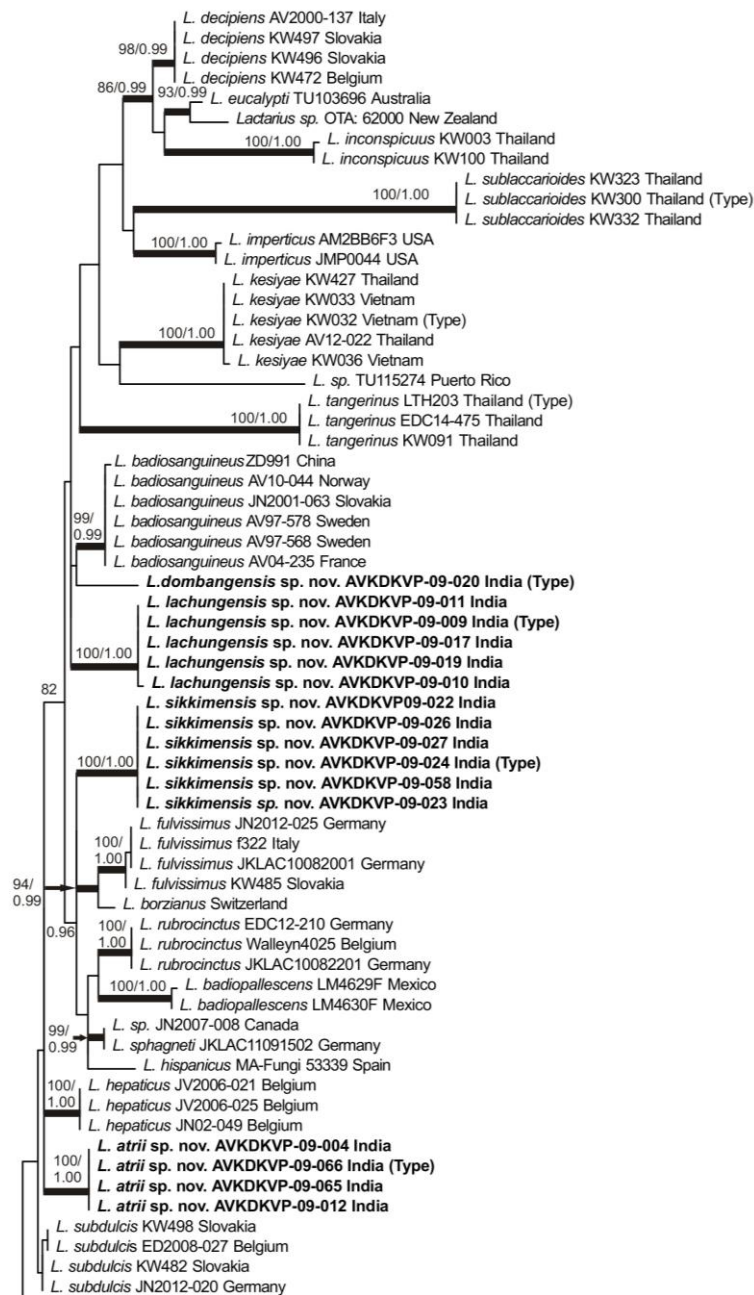 L. decipiens AV2000-137 Italy
L. decipiens KW497 Slovakia
98/0.99
L. decipiens KW496 Slovakia
L. decipiens KW472 Belgium
86/0.99
93/0.99
L. eucalypti TU103696 Australia
Lactarius sp. OTA: 62000 New Zealand
100/1.00
L. inconspicuus KW003 Thailand
L. inconspicuus KW100 Thailand
L. sublaccarioides KW323 Thailand
100/1.00
L. sublaccarioides KW300 Thailand (Type)
L. sublaccarioides KW332 Thailand
L. imperticus AM2BB6F3 USA
100/1.00
L. imperticus JMP0044 USA
L. kesiyae KW427 Thailand
L. kesiyae KW033 Vietnam
L. kesiyae KW032 Vietnam (Type)
100/1.00
L. kesiyae AV12-022 Thailand
L. kesiyae KW036 Vietnam
L. sp. TU115274 Puerto Rico
L. tangerinus LTH203 Thailand (Type)
100/1.00
L. tangerinus EDC14-475 Thailand
L. tangerinus KW091 Thailand
L. badiosanguineusZD991 China
L. badiosanguineus AV10-044 Norway
L. badiosanguineus JN2001-063 Slovakia
99/
0.99
L. badiosanguineus AV97-578 Sweden
L. badiosanguineus AV97-568 Sweden
L. badiosanguineus AV04-235 France
L.dombangensis sp. nov. AVKDKVP-09-020 India (Type)
L. lachungensis sp. nov. AVKDKVP-09-011 India
L. lachungensis sp. nov. AVKDKVP-09-009 India (Type)
L. lachungensis sp. nov. AVKDKVP-09-017 India
100/1.00
L. lachungensis sp. nov. AVKDKVP-09-019 India
L. lachungensis sp. nov. AVKDKVP-09-010 India
82
L. sikkimensis sp. nov. AVKDKVP09-022 India
L. sikkimensis sp. nov. AVKDKVP-09-026 India
L. sikkimensis sp. nov. AVKDKVP-09-027 India
100/1.00
L. sikkimensis sp. nov. AVKDKVP-09-024 India (Type)
L. sikkimensis sp. nov. AVKDKVP-09-058 India
L. sikkimensis sp. nov. AVKDKVP-09-023 India
L. fulvissimus JN2012-025 Germany
100/
1.00
L. fulvissimus f322 Italy
L. fulvissimus JKLAC10082001 Germany
94/
0.99
L. fulvissimus KW485 Slovakia
L. borzianus Switzerland
0.96
L. rubrocinctus EDC12-210 Germany
100/
1.00
L. rubrocinctus Walleyn4025 Belgium
L. rubrocinctus JKLAC10082201 Germany
100/1.00
L. badiopallescens LM4629F Mexico
L. badiopallescens LM4630F Mexico
99/
0.99
L. sp. JN2007-008 Canada
L. sphagneti JKLAC11091502 Germany
L. hispanicus MA-Fungi 53339 Spain
100/
1.00
L. hepaticus JV2006-021 Belgium
L. hepaticus JV2006-025 Belgium
L. hepaticus JN02-049 Belgium
L. atrii sp. nov. AVKDKVP-09-004 India
100/
1.00
L. atrii sp. nov. AVKDKVP-09-066 India (Type)
L. atrii sp. nov. AVKDKVP-09-065 India
L. atrii sp. nov. AVKDKVP-09-012 India
L. subdulcis KW498 Slovakia
L. subdulcis ED2008-027 Belgium
L. subdulcis KW482 Slovakia
L. subdulcis JN2012-020 Germany